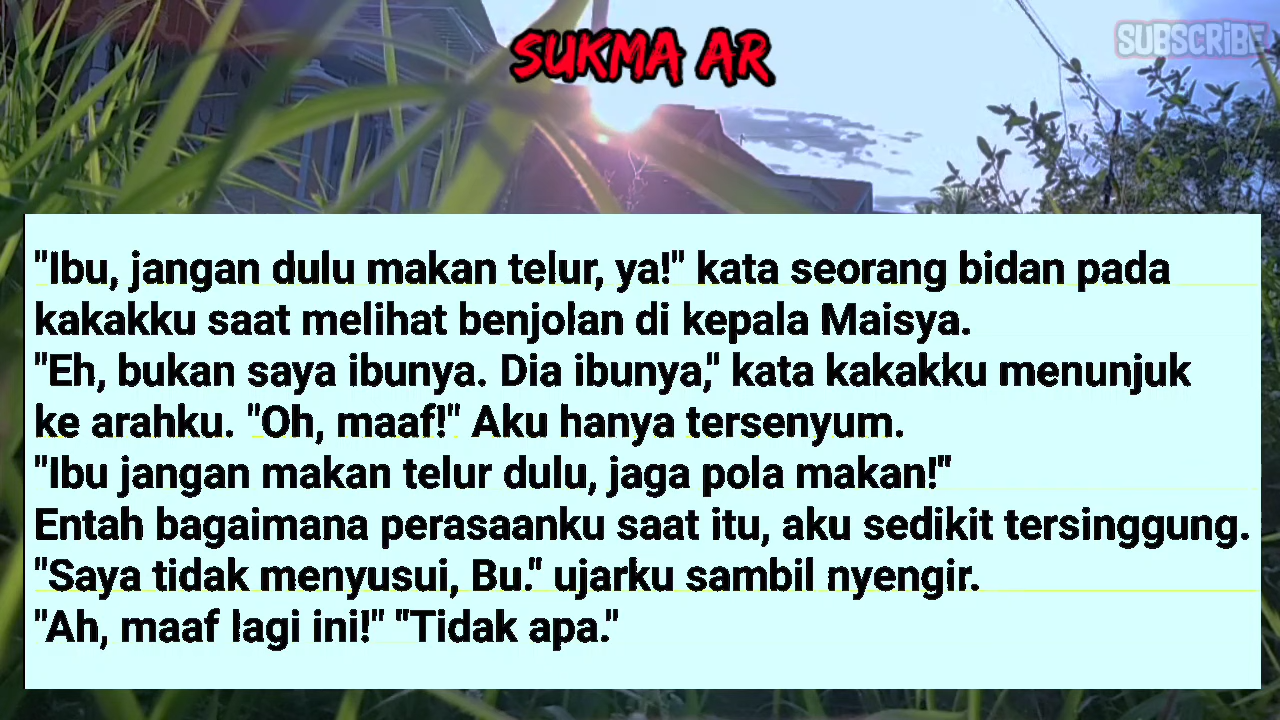 SUKMA AR
SUBSCRiBE
"Ibu, jangan dulu makan telur, ya!" kata seorang bidan pada
kakakku saat melihat benjolan di kepala Maisya.
"Eh, bukan saya ibunya. Dia ibunya," kata kakakku menunjuk
ke arahku. "Oh, maaf!" Aku hanya tersenyum.
"Ibu jangan makan telur dulu, jaga pola makan!"
Entah bagaimana perasaanku saat itu, aku sedikit tersinggung.
"Saya tidak menyusui, Bu." ujarku sambil nyengir.
"Ah, maaf lagi ini!" "Tidak apa."